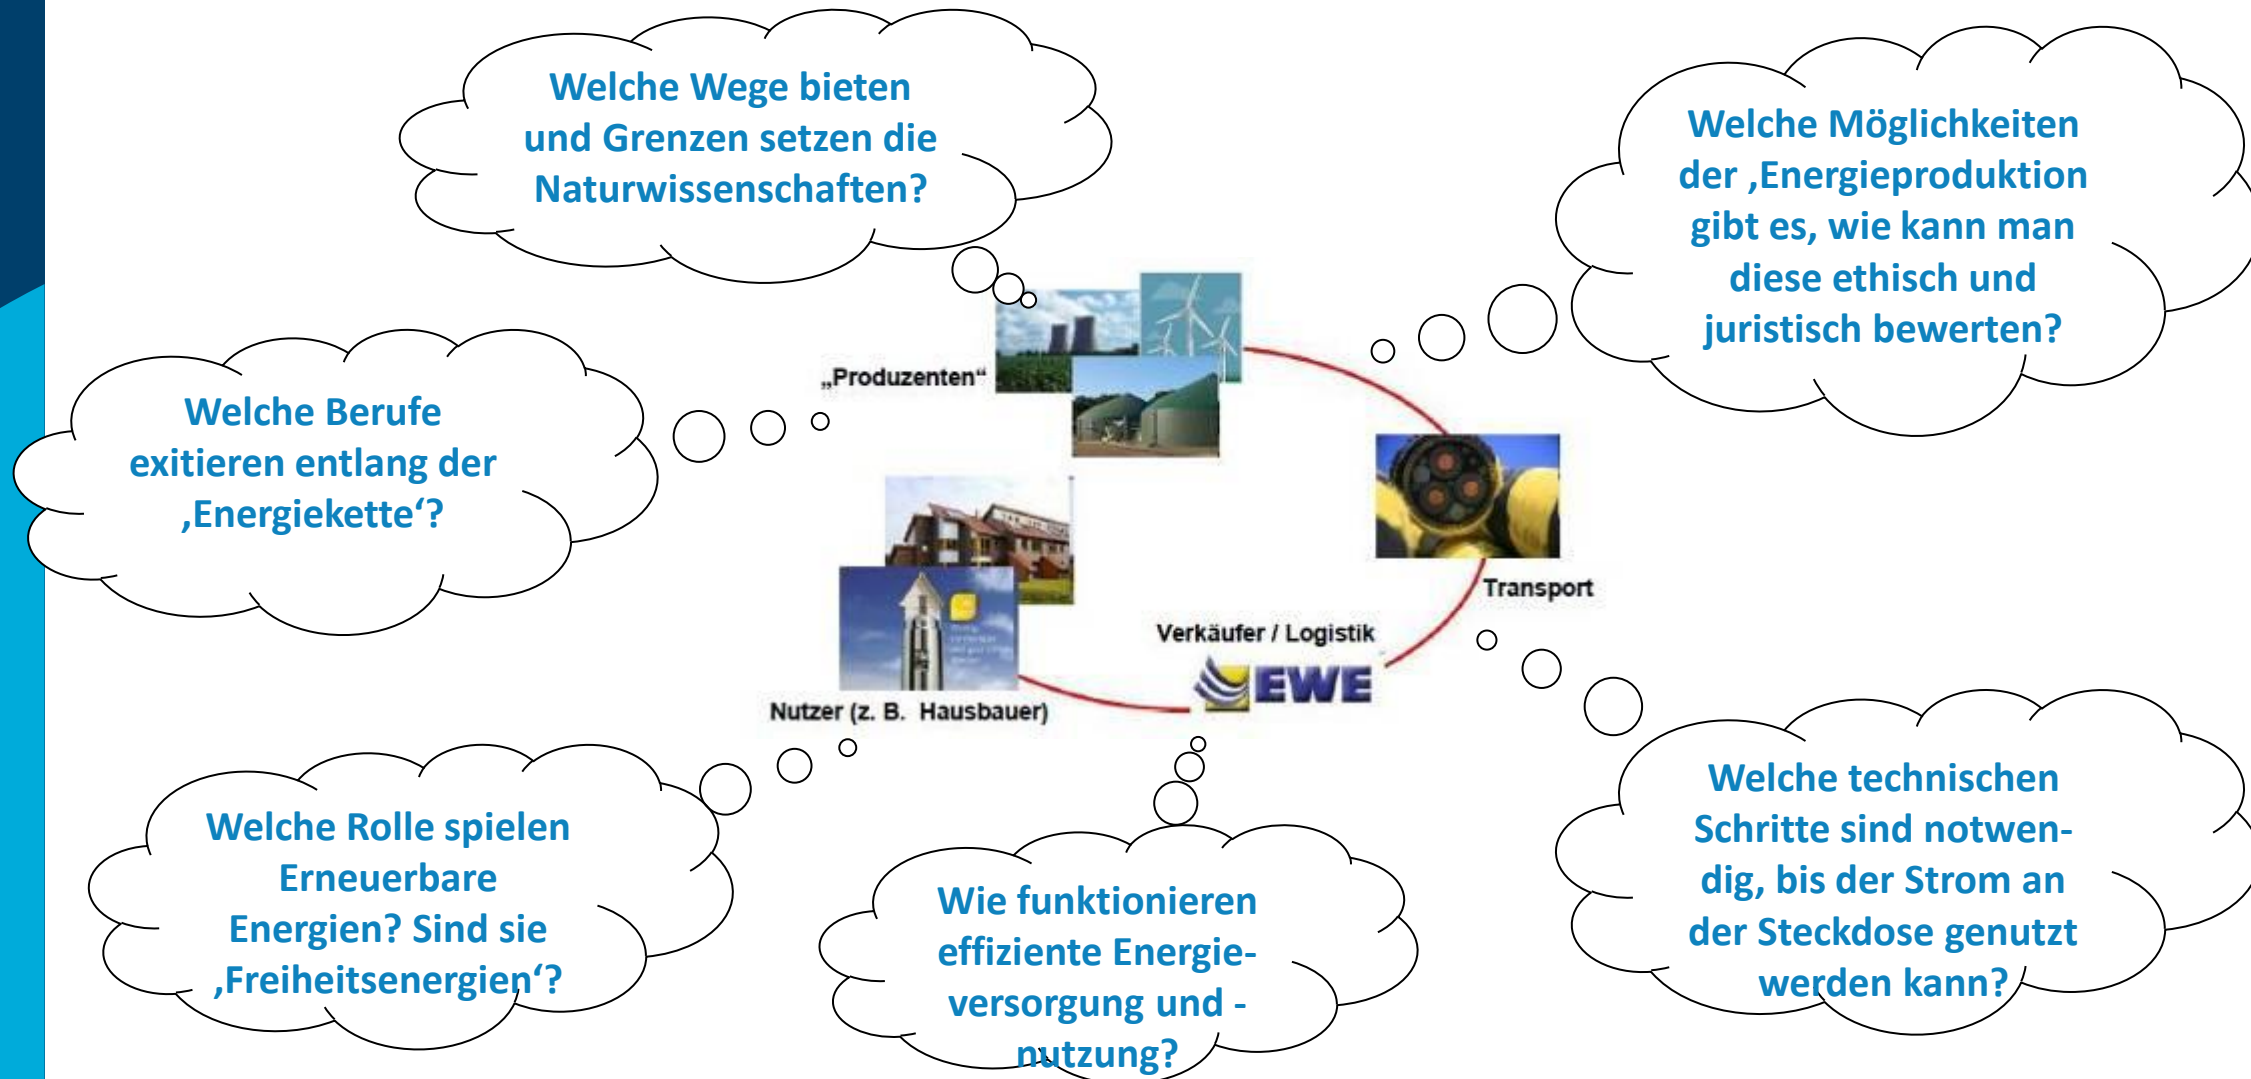 Welche Wege bieten
und Grenzen setzen die
Naturwissenschaften?
Welche Möglichkeiten
der ‚Energieproduktion
gibt es, wie kann man
diese ethisch und
juristisch bewerten?
Welche Berufe
exitieren entlang der
‚Energiekette‘?
„Produzenten“
Transport
Verkäufer / Logistik
EWE
Nutzer (z. B. Hausbauer)
Welche Rolle spielen
Erneuerbare
Energien? Sind sie
‚Freiheitsenergien‘?
Wie funktionieren
effiziente Energie-
versorgung und -
nutzung?
Welche technischen
Schritte sind notwen-
dig, bis der Strom an
der Steckdose genutzt
werden kann?